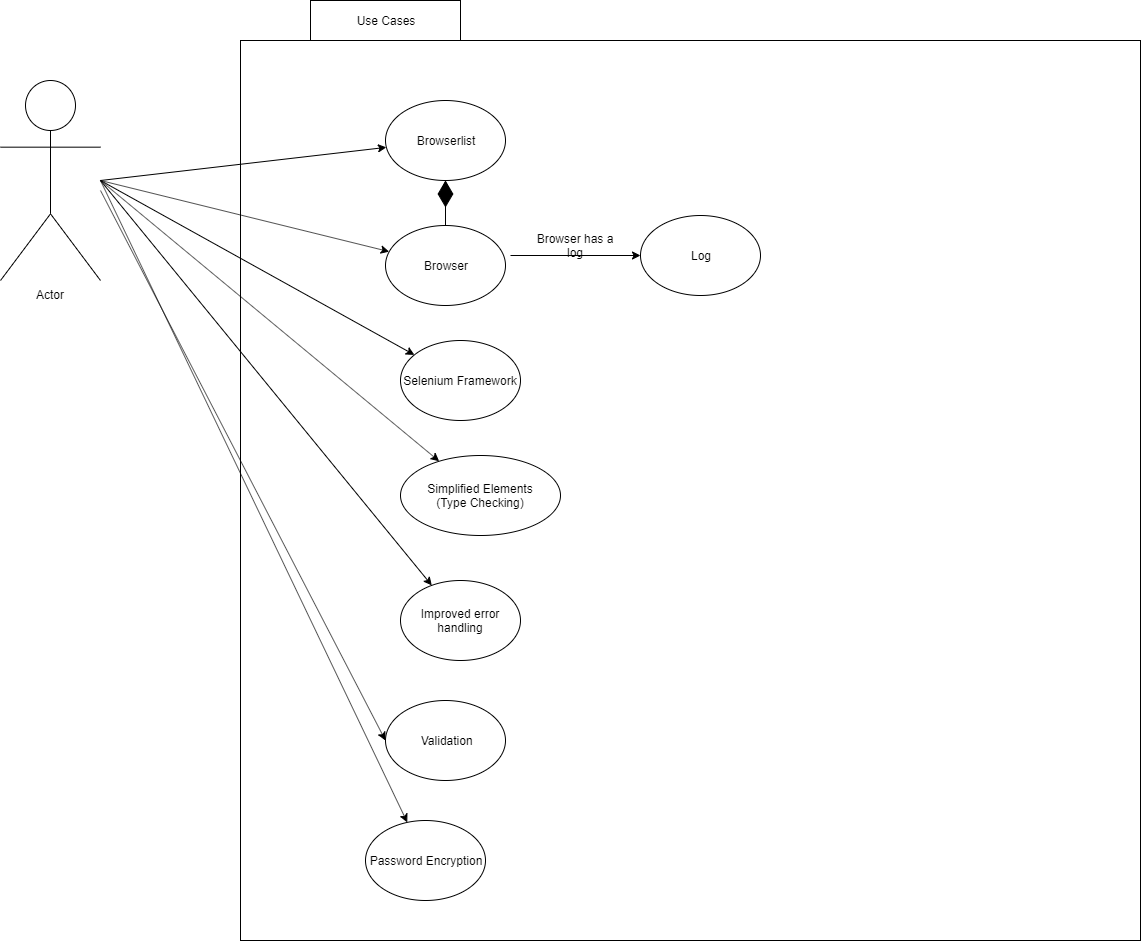 Use Cases
Browserlist
Browser has a
log
Browser
Log
Actor
Selenium Framework
Simplified Elements
(Type Checking)
Improved error
handling
Validation
Password Encryption